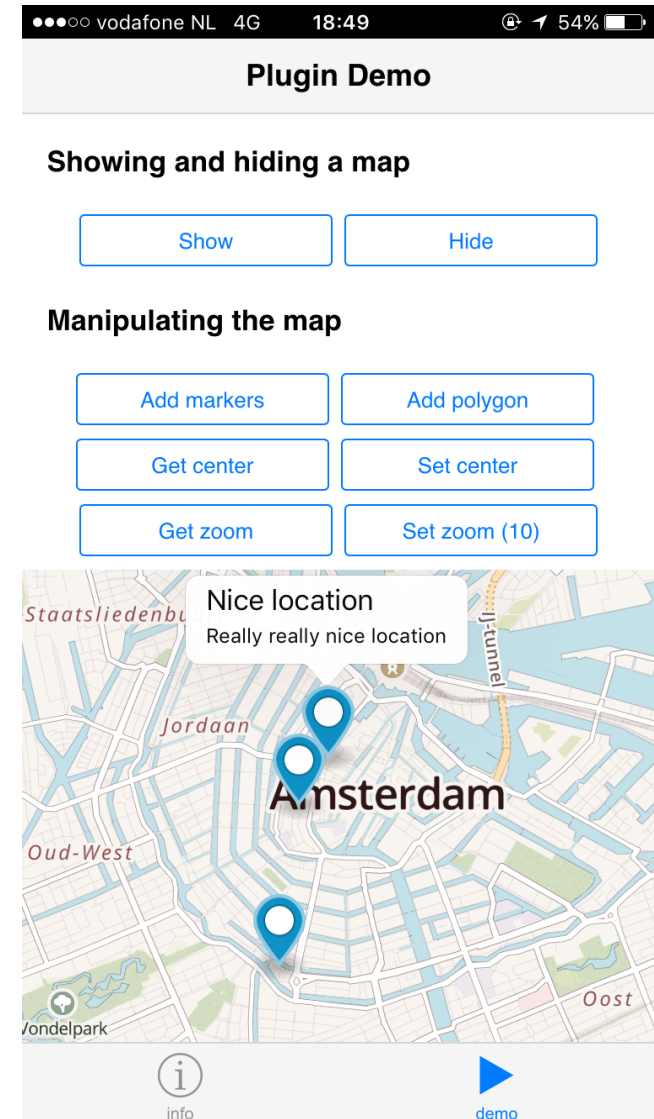 vodafone NL 4G 18:49 54%
Plugin Demo
Showing and hiding a map
Show Hide
Manipulating the map
Add markers Add polygon
Get center Set center
Get zoom Set zoom (10)
Nice location
Really really nice location
Staatsliedenbu
IJ-tunnel
Jordaan
Amsterdam
Oud-West
Oost
Vondelpark
info demo